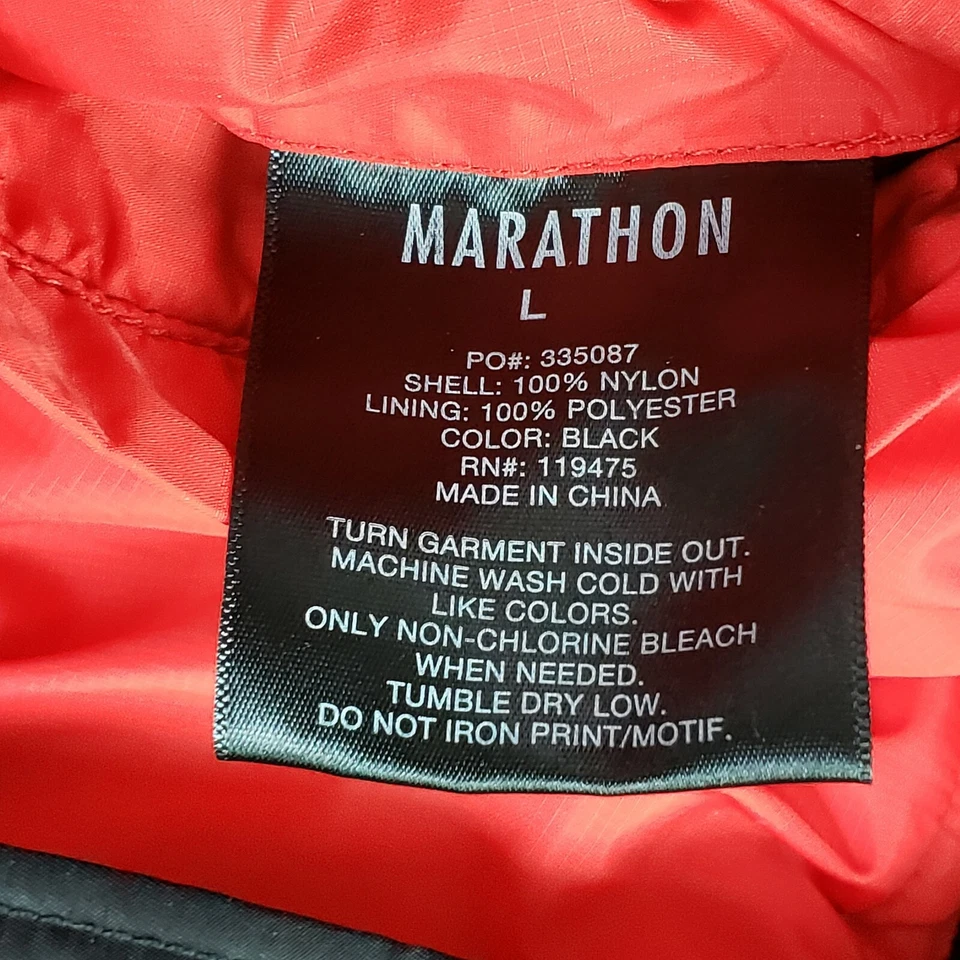 MARATHON
L
PO#: 335087
SHELL: 100% NYLON
LINING: 100% POLYESTER
COLOR: BLACK
RN#: 119475
MADE IN CHINA
TURN GARMENT INSIDE OUT.
MACHINE WASH COLD WITH
LIKE COLORS.
ONLY NON-CHLORINE BLEACH
WHEN NEEDED.
TUMBLE DRY LOW.
DO NOT IRON PRINT/MOTIF.